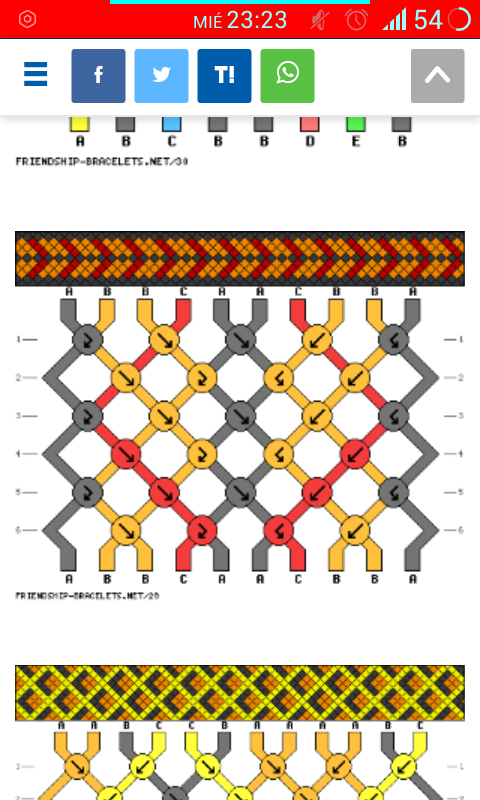 MIÉ 23:23 54
f T!
A B C B B D E B
FRIENDSHIP-BRACELETS.NET/30
A B B C A A C B B A
1 1
2 2
3 3
4 4
5 5
6 6
A B B C A A C B B A
FRIENDSHIP-BRACELETS.NET/20
A A B C C B A A A A B C
1 1
2 2